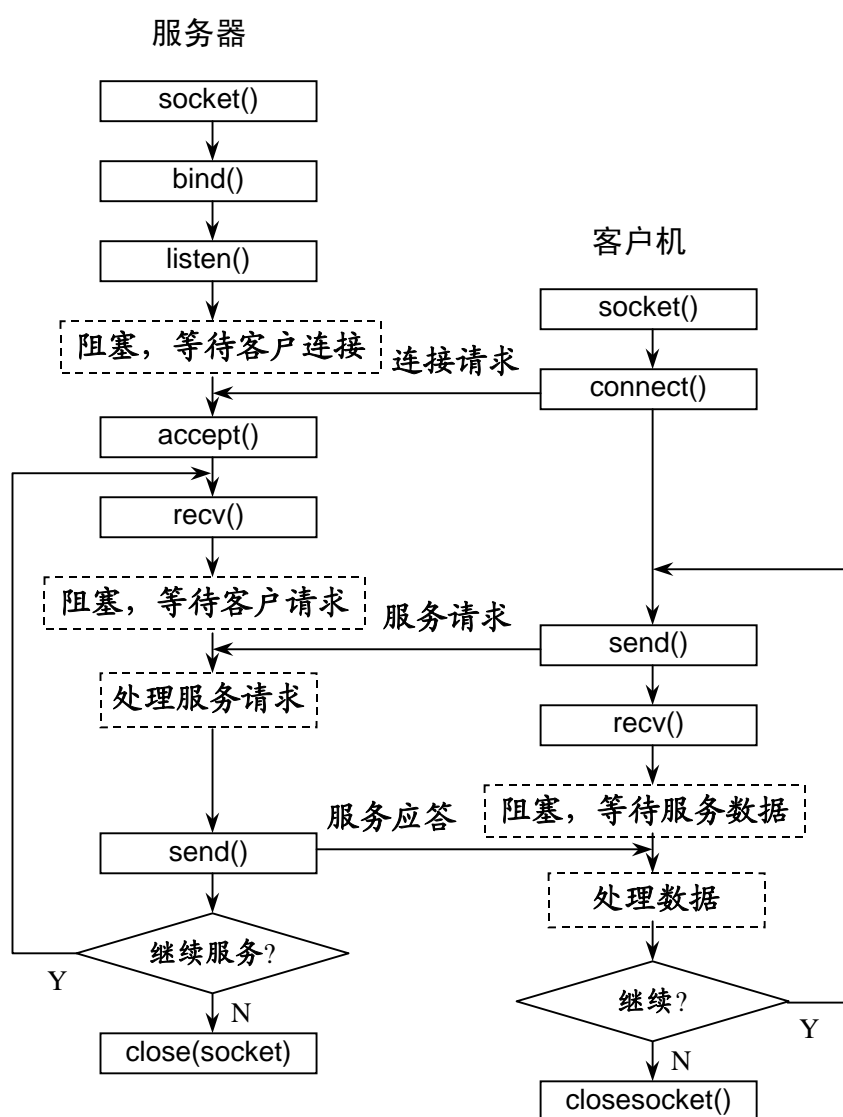 服务器
socket()
bind()
listen()
阻塞，等待客户连接
accept()
recv()
阻塞，等待客户请求
处理服务请求
send()
继续服务?
Y
N
close(socket)
连接请求
服务请求
服务应答
客户机
socket()
connect()
send()
recv()
阻塞，等待服务数据
处理数据
继续?
Y
N
closesocket()